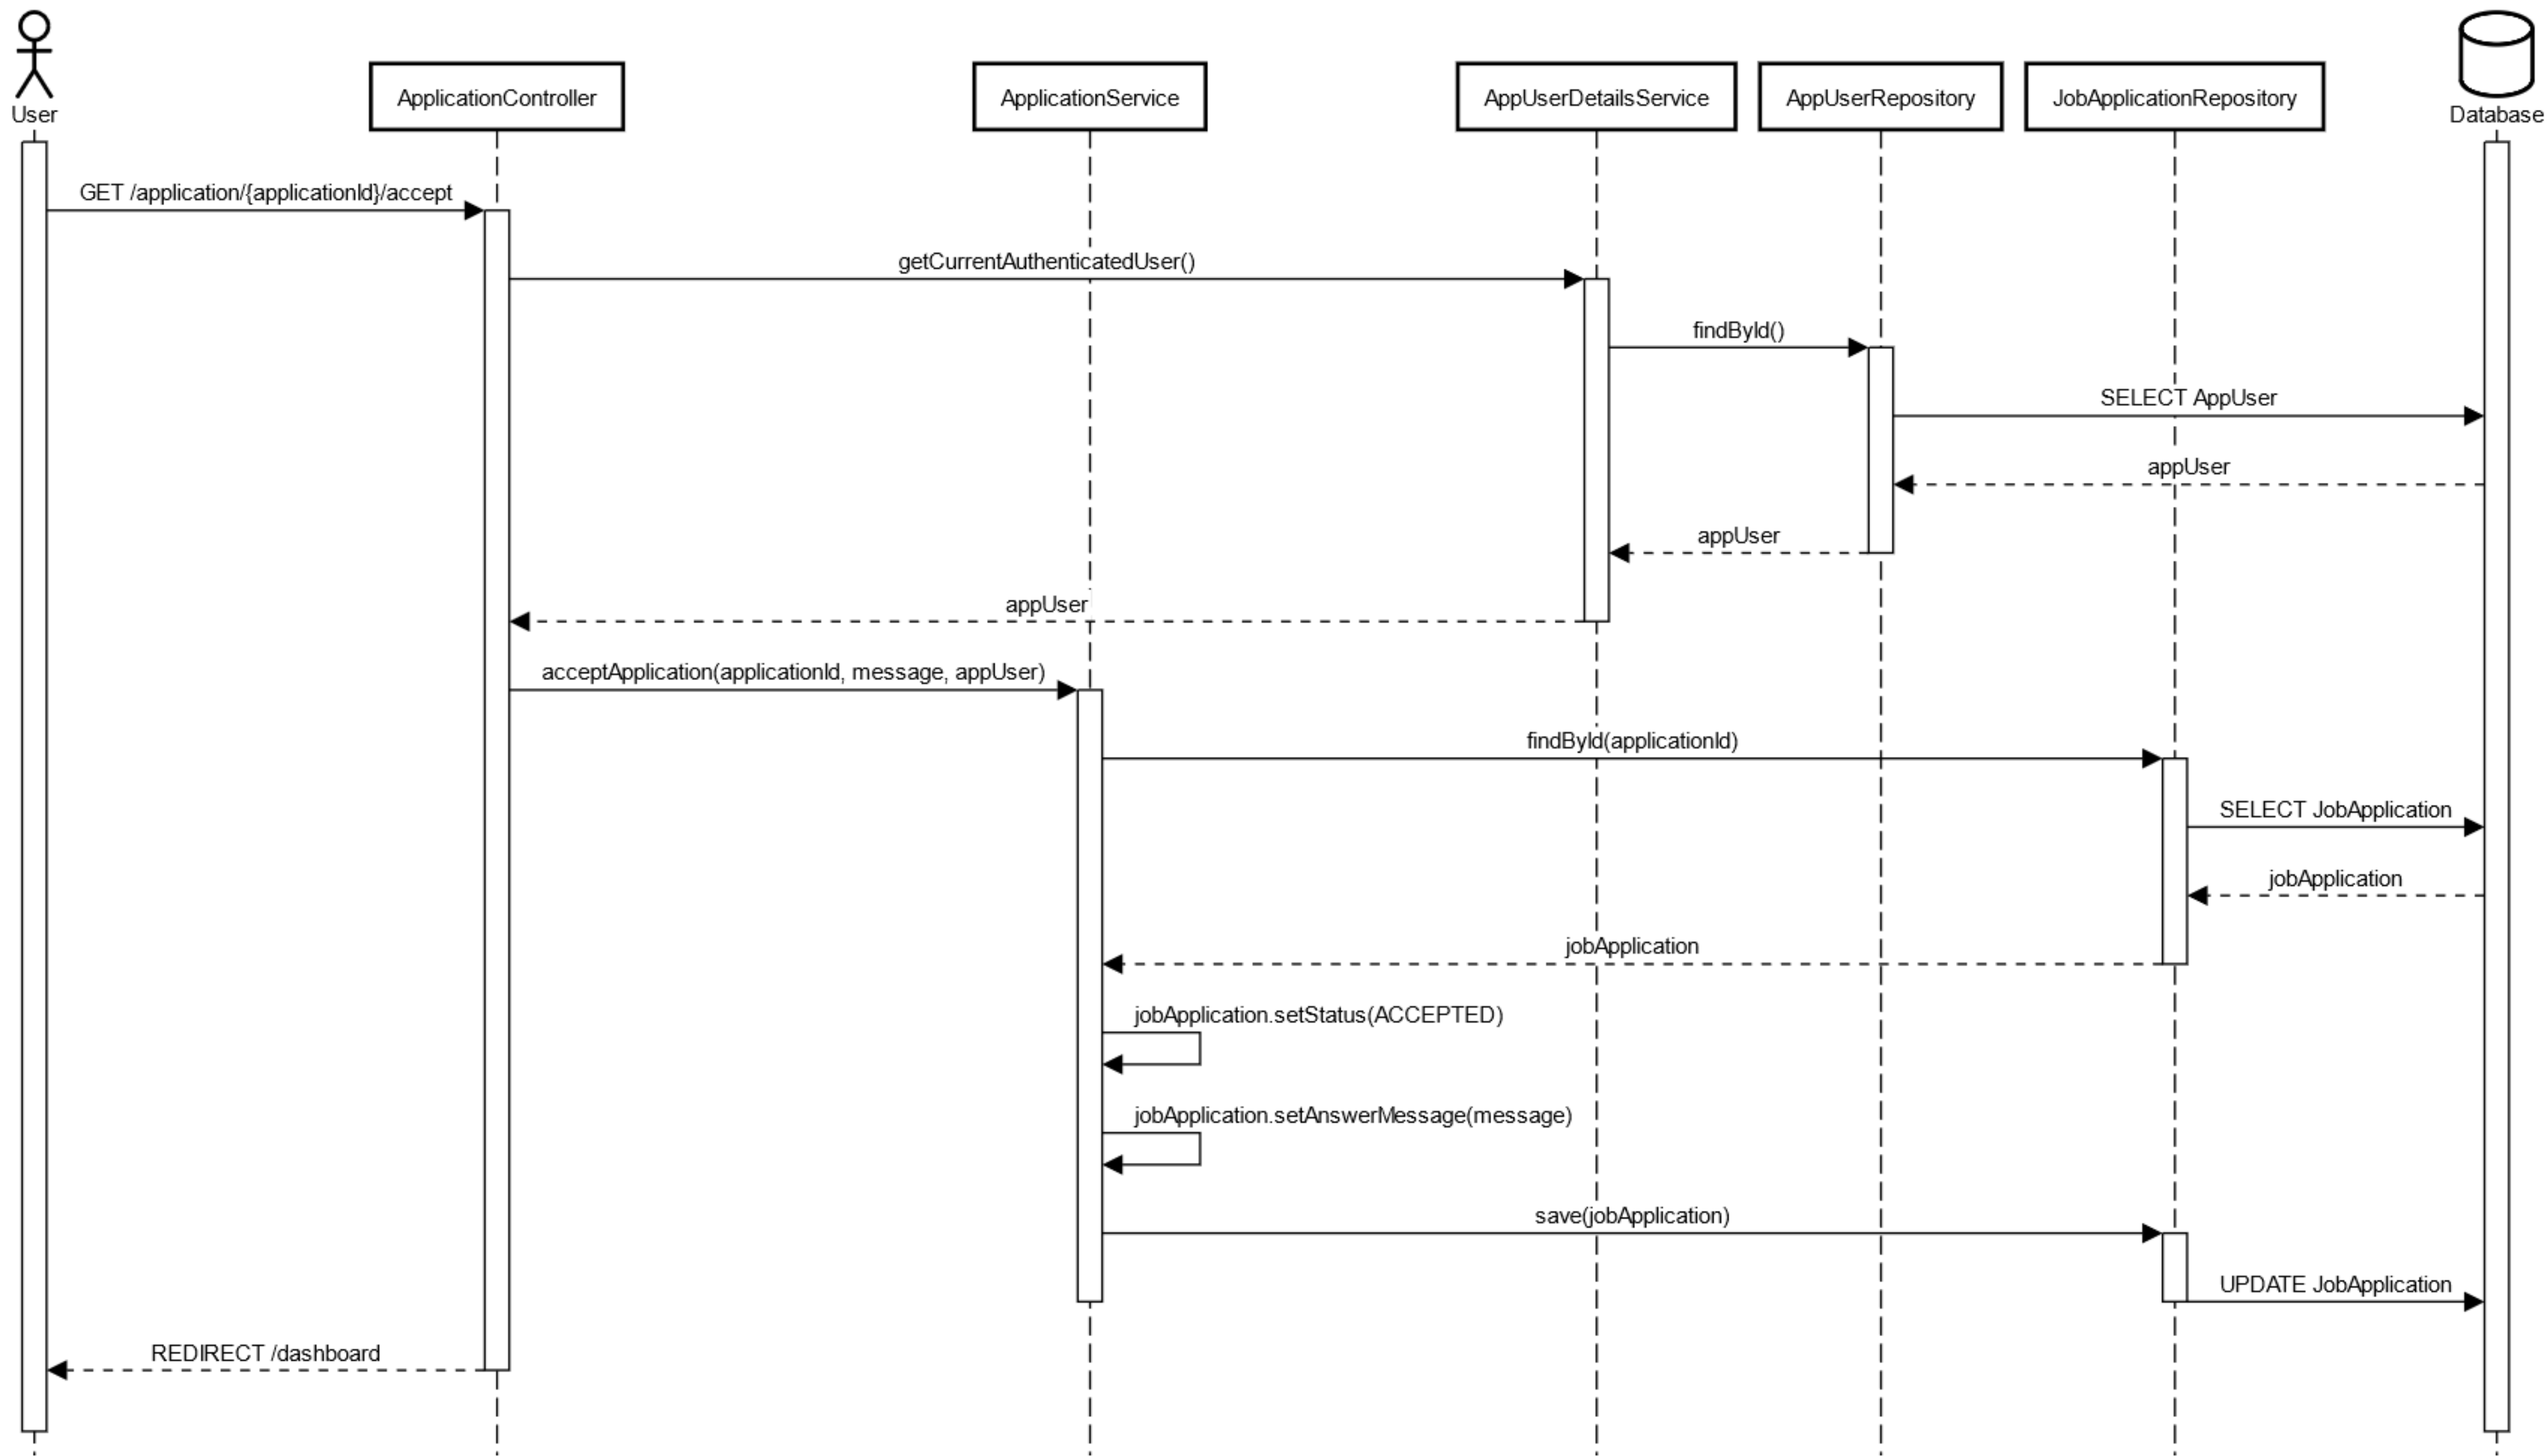 User
ApplicationController
ApplicationService
AppUserDetailsService
AppUserRepository
JobApplicationRepository
Database
GET /application/{applicationId}/accept
getCurrentAuthenticatedUser()
findById()
SELECT AppUser
appUser
appUser
appUser
acceptApplication(applicationId, message, appUser)
findById(applicationId)
SELECT JobApplication
jobApplication
jobApplication
jobApplication.setStatus(ACCEPTED)
jobApplication.setAnswerMessage(message)
save(jobApplication)
UPDATE JobApplication
REDIRECT /dashboard